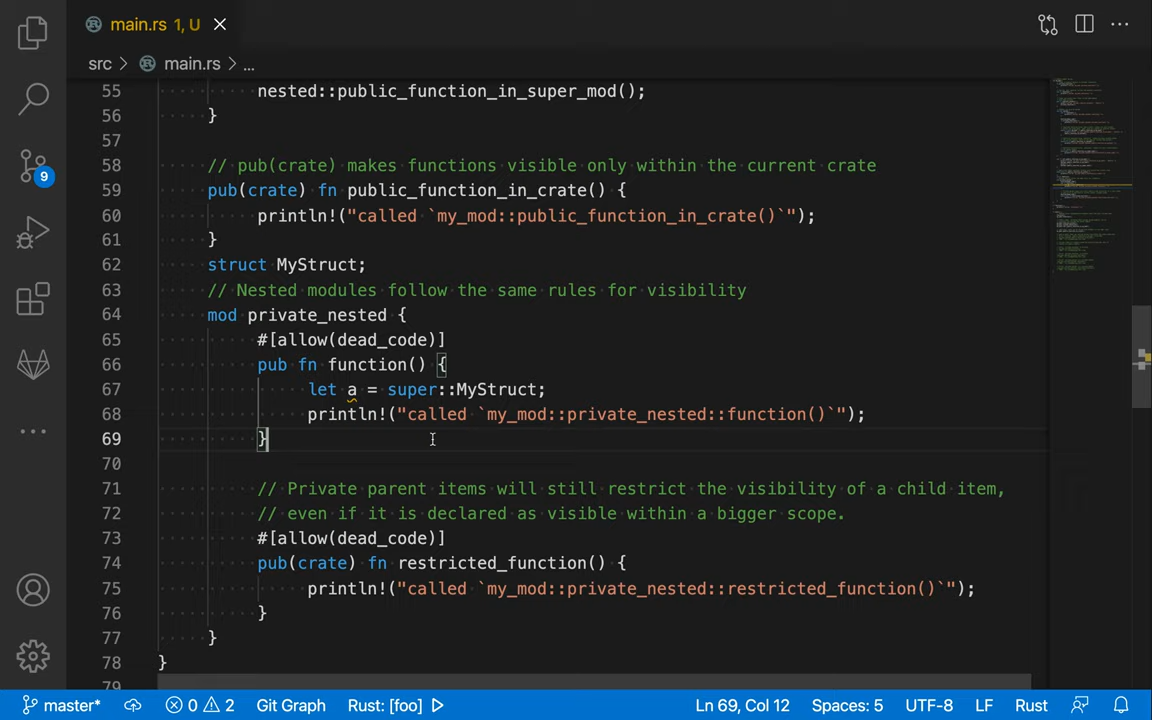 main.rs 1, U
src > main.rs > ...
55 nested::public_function_in_super_mod();
56 }
57
58 // pub(crate) makes functions visible only within the current crate
59 pub(crate) fn public_function_in_crate() {
60 println!("called `my_mod::public_function_in_crate()`");
61 }
62 struct MyStruct;
63 // Nested modules follow the same rules for visibility
64 mod private_nested {
65 #[allow(dead_code)]
66 pub fn function() {
67 let a = super::MyStruct;
68 println!("called `my_mod::private_nested::function()`");
69 }
70
71 // Private parent items will still restrict the visibility of a child item,
72 // even if it is declared as visible within a bigger scope.
73 #[allow(dead_code)]
74 pub(crate) fn restricted_function() {
75 println!("called `my_mod::private_nested::restricted_function()`");
76 }
77 }
78 }
79
9
master* 0 2 Git Graph Rust: [foo] Ln 69, Col 12 Spaces: 5 UTF-8 LF Rust